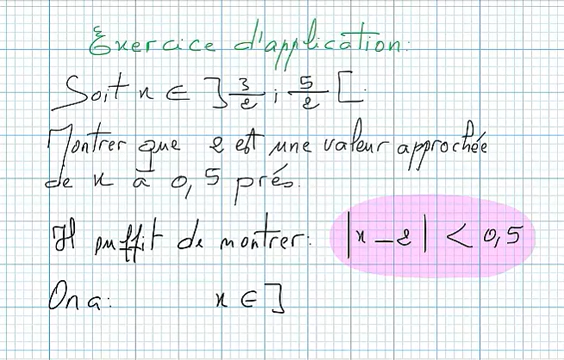 Exercice d'application:
Soit x ∈ ]3/2 ; 5/2[.
Montrer que 2 est une valeur approchée
de x à 0,5 près.
Il suffit de montrer: |x - 2| < 0,5
On a: x ∈ ]